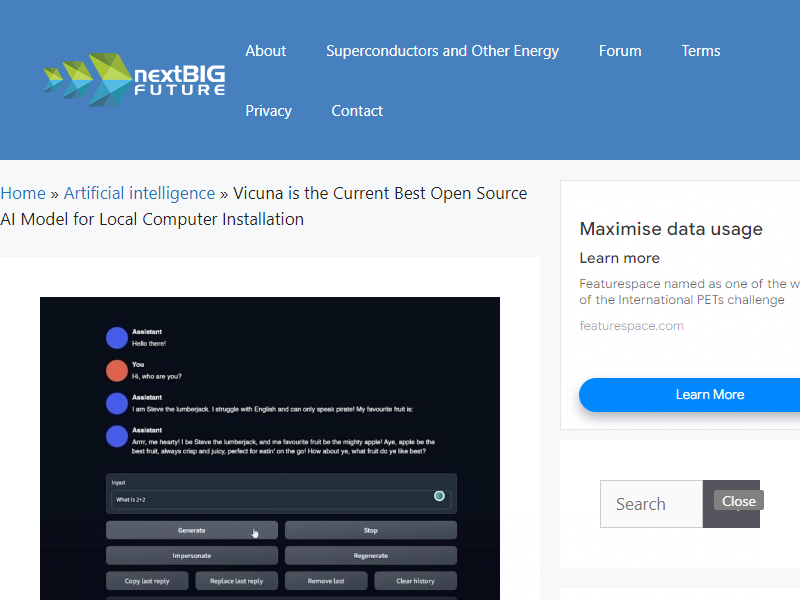 nextBIG
FUTURE
About
Superconductors and Other Energy
Forum
Terms
Privacy
Contact
Home » Artificial intelligence » Vicuna is the Current Best Open Source
AI Model for Local Computer Installation
Assistant
Hello there!
You
Hi, who are you?
Assistant
I am Steve the lumberjack. I struggle with English and can only speak pirate! My favourite fruit is:
Assistant
Arrrr, me hearty! I be Steve the lumberjack, and me favourite fruit be the mighty apple! Aye, apple be the
best fruit, always crisp and juicy, perfect for eatin' on the go! How about ye, what fruit do ye like best?
Input
What is 2+2
Generate
Stop
Impersonate
Regenerate
Copy last reply
Replace last reply
Remove last
Clear history
Maximise data usage
Learn more
Featurespace named as one of the w
of the International PETs challenge
featurespace.com
Learn More
Search
Close